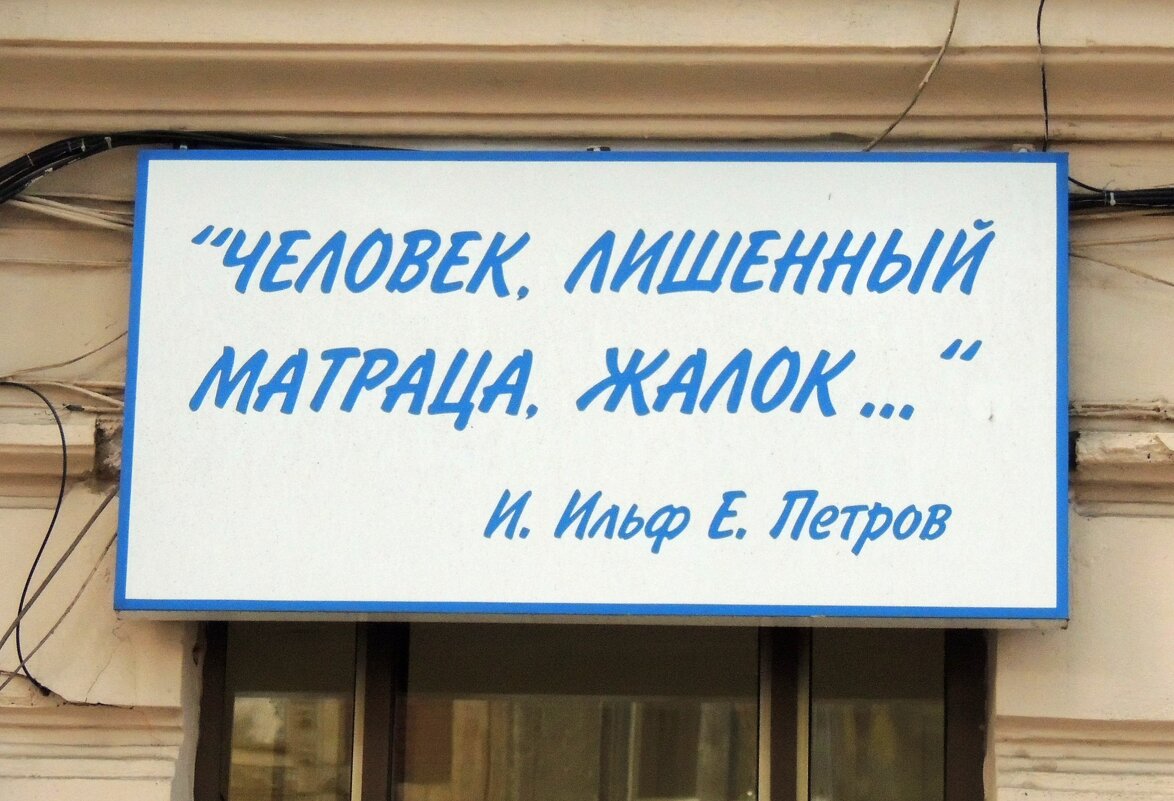 “ЧЕЛОВЕК, ЛИШЕННЫЙ
МАТРАЦА, ЖАЛОК... “
И. Ильф Е. Петров